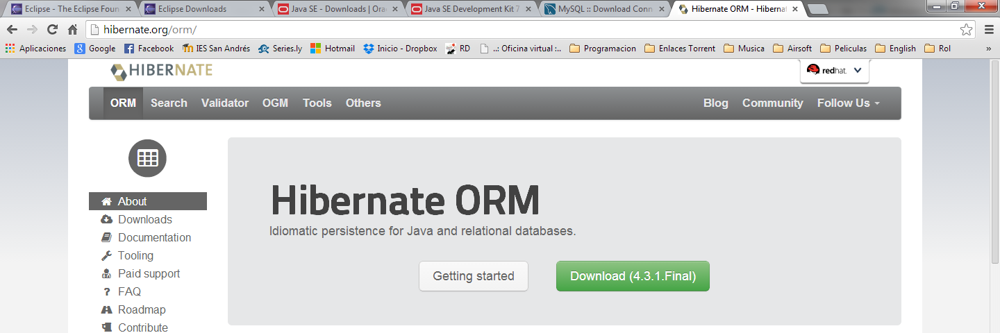 Eclipse - The Eclipse Foun
Eclipse Downloads
Java SE - Downloads | Ora
Java SE Development Kit 7
MySQL :: Download Conn
Hibernate ORM - Hibernat
hibernate.org/orm/
Aplicaciones
Google
Facebook
IES San Andrés
Series.ly
Hotmail
Inicio - Dropbox
RD
..: Oficina virtual :..
Programacion
Enlaces Torrent
Musica
Airsoft
Peliculas
English
Rol
»
HIBERNATE
redhat.
ORM
Search
Validator
OGM
Tools
Others
Blog
Community
Follow Us
About
Downloads
Documentation
Tooling
Paid support
? FAQ
Roadmap
Contribute
Hibernate ORM
Idiomatic persistence for Java and relational databases.
Getting started
Download (4.3.1.Final)